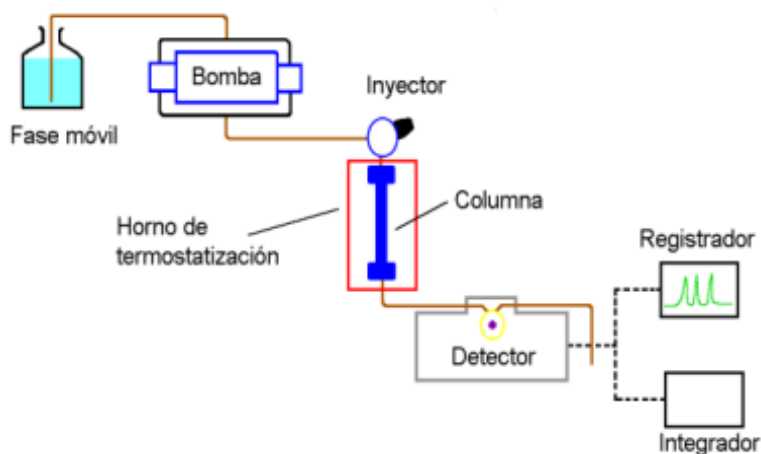 Bomba
Inyector
Fase móvil
Columna
Horno de
termostatización
Registrador
Detector
Integrador